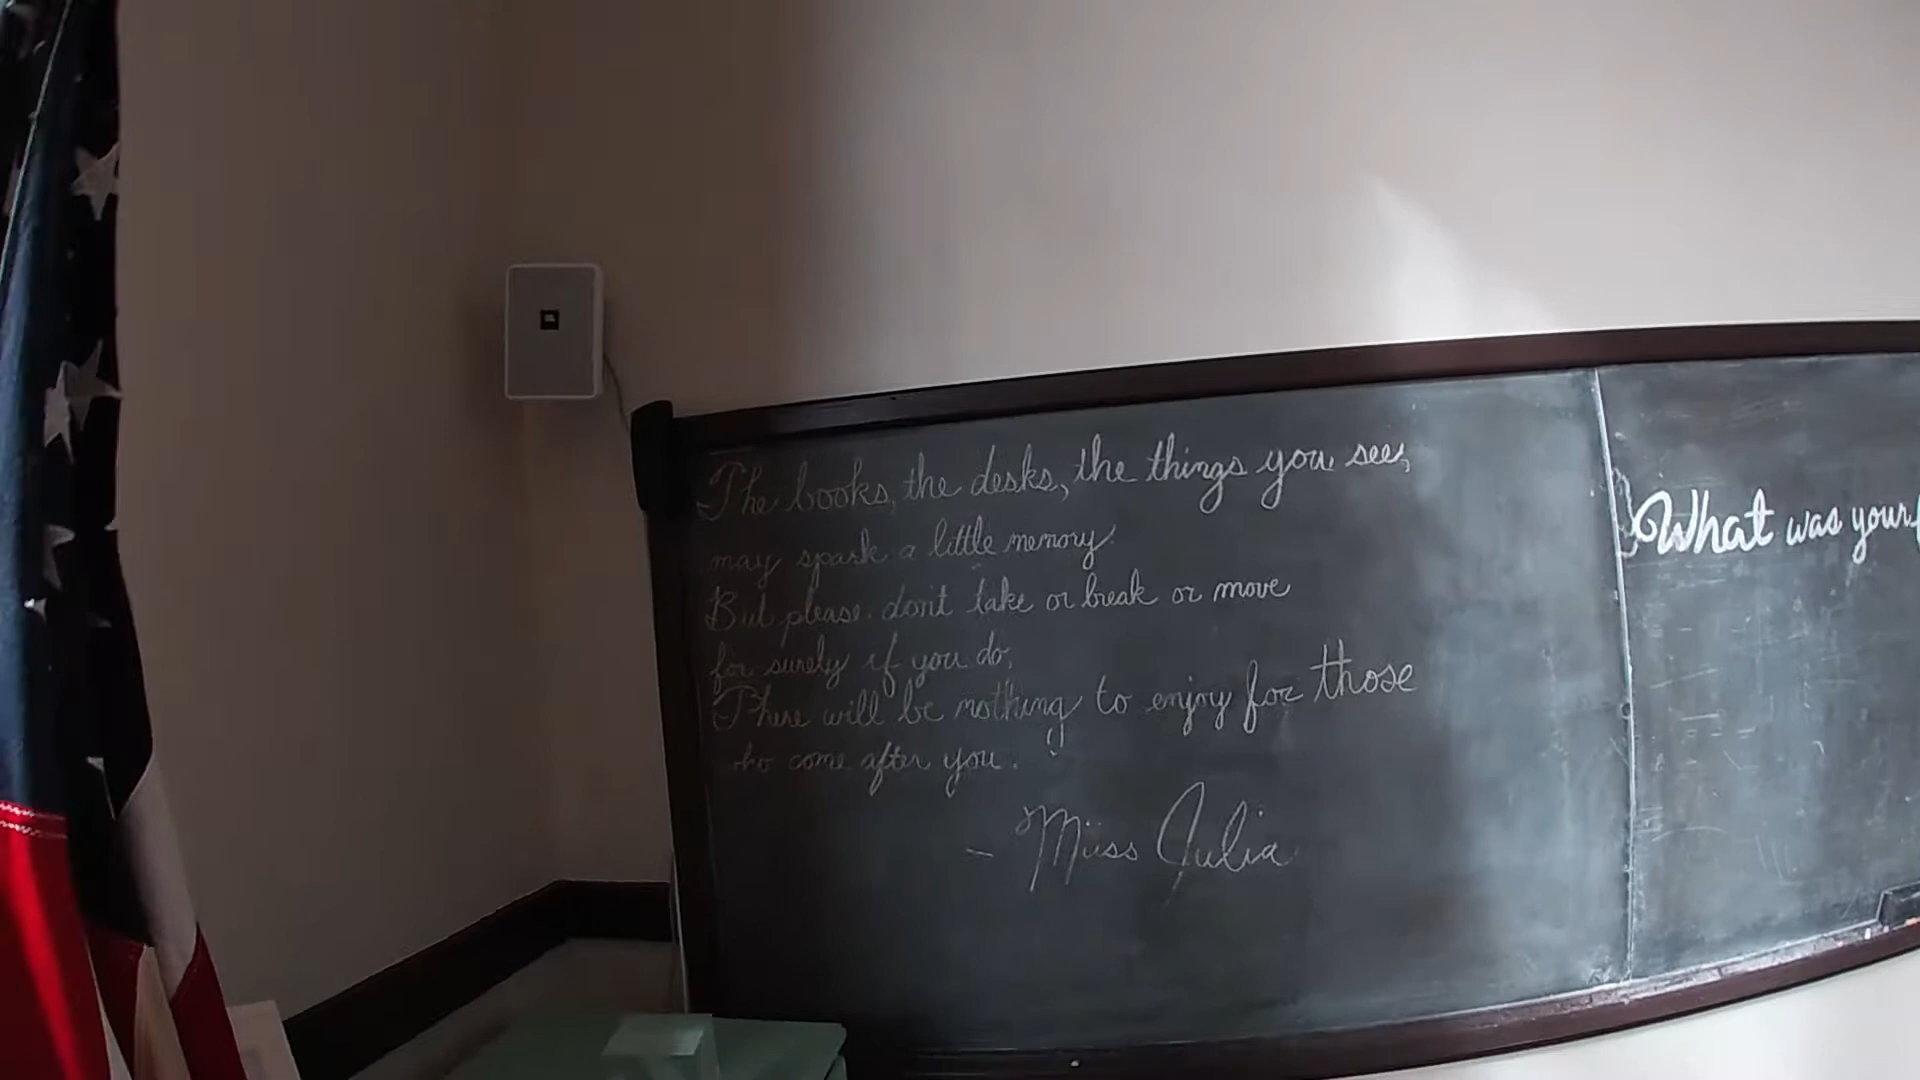 The books, the desks, the things you see,
may spark a little memory.
But please don't take or break or move
for surely if you do,
There will be nothing to enjoy for those
who come after you.
- Miss Julia
What was your